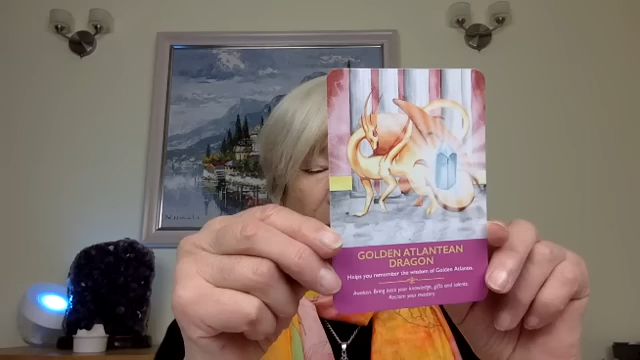 GOLDEN ATLANTEAN
DRAGON
Helps you remember the wisdom of Golden Atlantis.
Awaken. Bring back your knowledge, gifts and talents.
Reclaim your mastery.